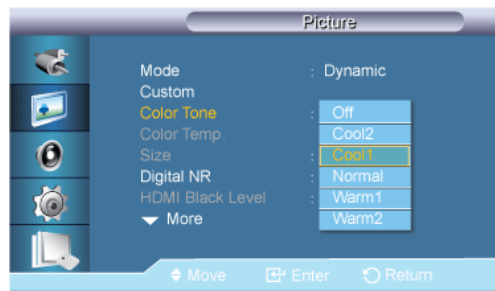 Picture
Mode : Dynamic
Custom
Color Tone : Off
Color Temp. Cool2
Size : Cool1
Digital NR : Normal
HDMI Black Level : Warm1
More Warm2
Move Enter Return